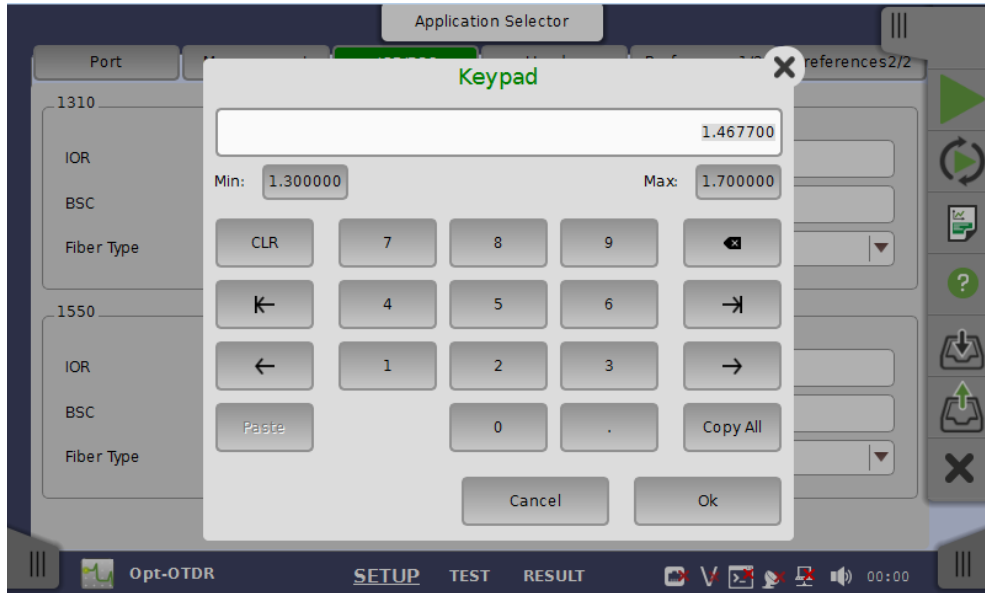 Application Selector
Port
references2/2
Keypad
1310
1.467700
IOR
Min: 1.300000 Max: 1.700000
BSC
CLR 7 8 9
Fiber Type
4 5 6
1550
1 2 3
IOR
BSC
Paste 0 . Copy All
Fiber Type
Cancel Ok
Opt-OTDR SETUP TEST RESULT 00:00